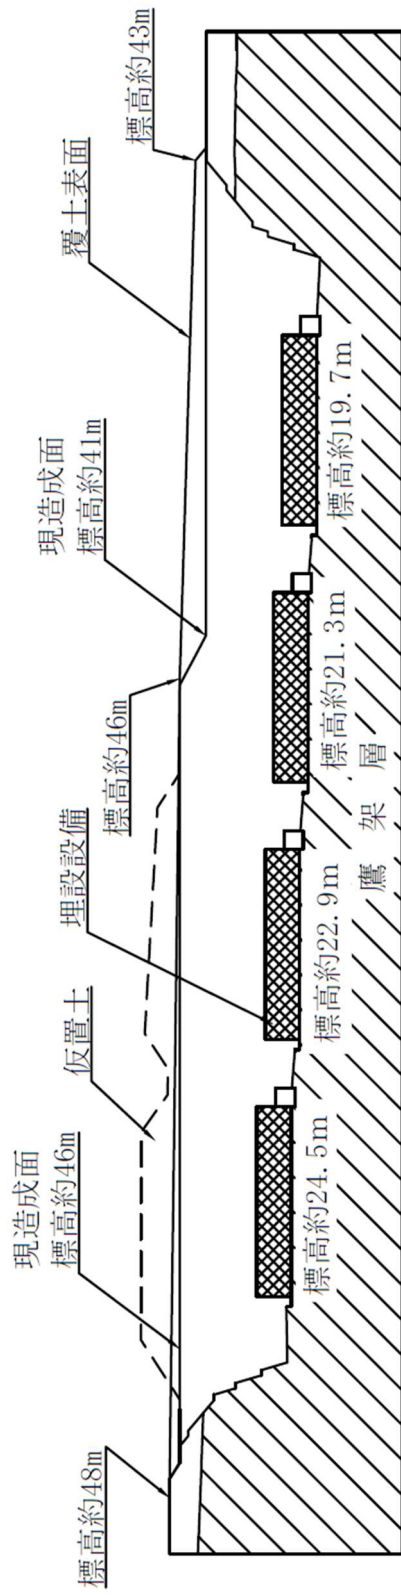 標高約48m
現造成面
標高約46m
仮置土
埋設設備
標高約46m
現造成面
標高約41m
覆土表面
標高約43m
標高約24.5m
標高約22.9m
標高約21.3m
標高約19.7m
鷹架層